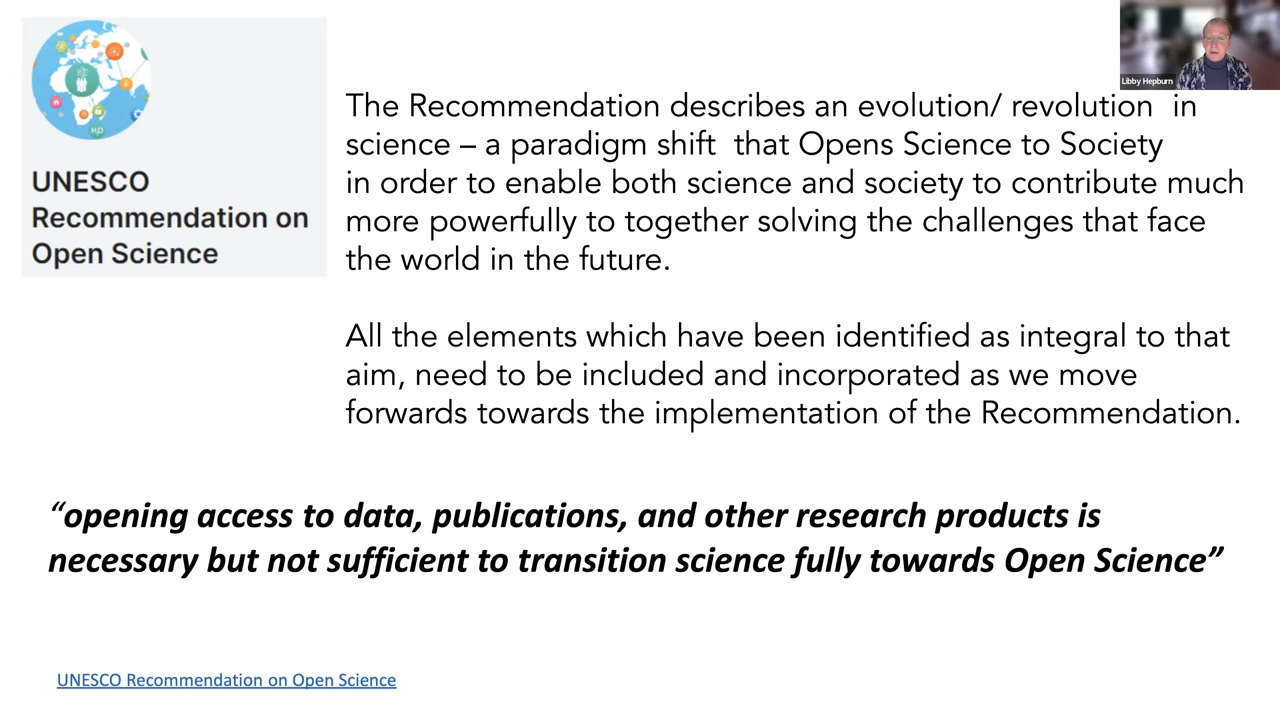 Libby Hepburn
H₂O
UNESCO
Recommendation on
Open Science
The Recommendation describes an evolution/ revolution in
science – a paradigm shift that Opens Science to Society
in order to enable both science and society to contribute much
more powerfully to together solving the challenges that face
the world in the future.
All the elements which have been identified as integral to that
aim, need to be included and incorporated as we move
forwards towards the implementation of the Recommendation.
“opening access to data, publications, and other research products is
necessary but not sufficient to transition science fully towards Open Science”
UNESCO Recommendation on Open Science